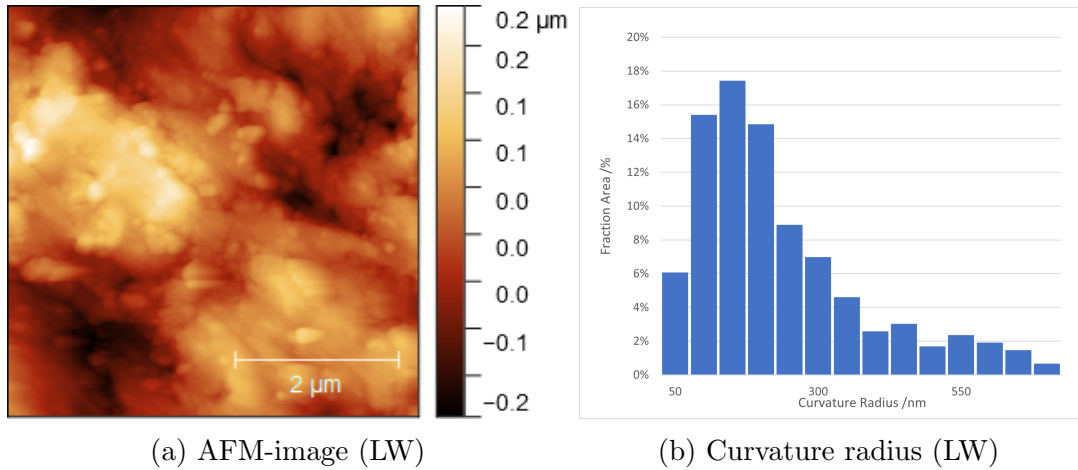 0.2 µm
0.2
0.1
0.1
0.0
0.0
0.0
−0.1
−0.2
2 µm
(a) AFM-image (LW)
20%
18%
16%
14%
12%
10%
8%
6%
4%
2%
0%
Fraction Area /%
50 300 550
Curvature Radius /nm
(b) Curvature radius (LW)